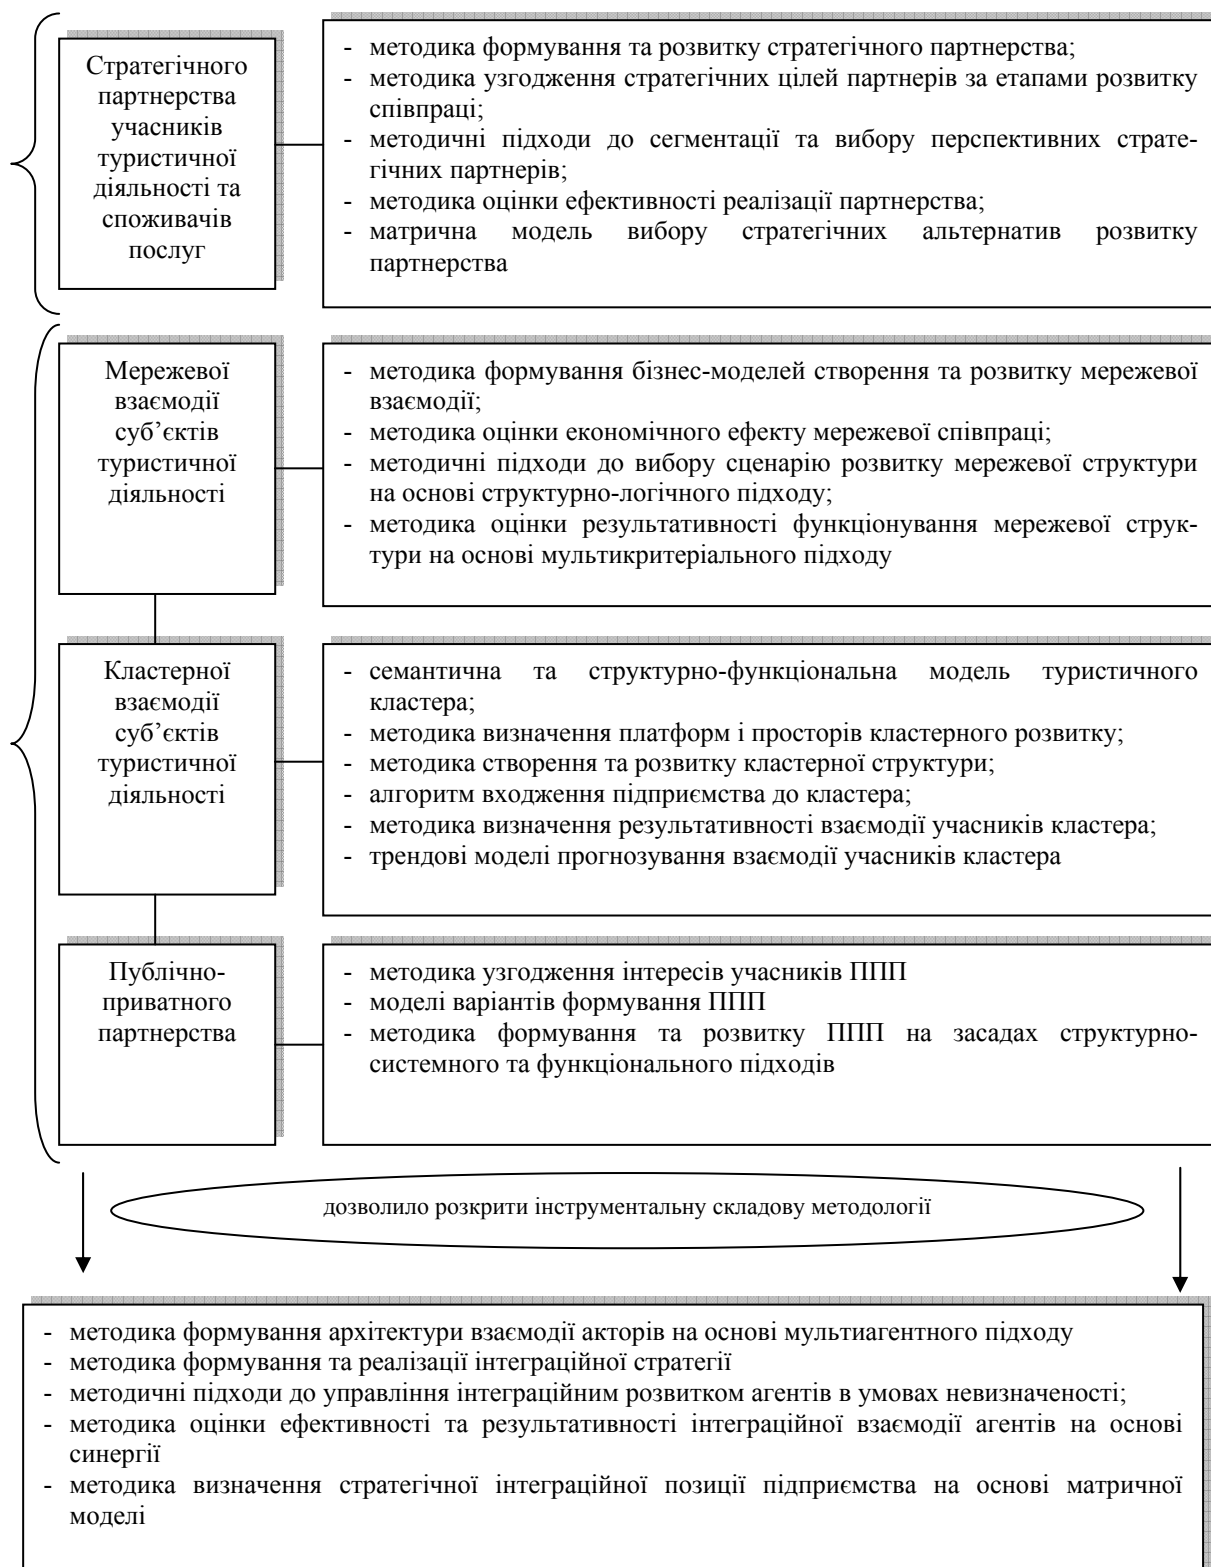 Стратегічного
партнерства
учасників
туристичної
діяльності та
споживачів
послуг
- методика формування та розвитку стратегічного партнерства;
- методика узгодження стратегічних цілей партнерів за етапами розвитку
співпраці;
- методичні підходи до сегментації та вибору перспективних страте-
гічних партнерів;
- методика оцінки ефективності реалізації партнерства;
- матрична модель вибору стратегічних альтернатив розвитку
партнерства
Мережевої
взаємодії
суб’єктів
туристичної
діяльності
- методика формування бізнес-моделей створення та розвитку мережевої
взаємодії;
- методика оцінки економічного ефекту мережевої співпраці;
- методичні підходи до вибору сценарію розвитку мережевої структури
на основі структурно-логічного підходу;
- методика оцінки результативності функціонування мережевої струк-
тури на основі мультикритеріального підходу
Кластерної
взаємодії
суб’єктів
туристичної
діяльності
- семантична та структурно-функціональна модель туристичного
кластера;
- методика визначення платформ і просторів кластерного розвитку;
- методика створення та розвитку кластерної структури;
- алгоритм входження підприємства до кластера;
- методика визначення результативності взаємодії учасників кластера;
- трендові моделі прогнозування взаємодії учасників кластера
Публічно-
приватного
партнерства
- методика узгодження інтересів учасників ППП
- моделі варіантів формування ППП
- методика формування та розвитку ППП на засадах структурно-
системного та функціонального підходів
дозволило розкрити інструментальну складову методології
- методика формування архітектури взаємодії акторів на основі мультиагентного підходу
- методика формування та реалізації інтеграційної стратегії
- методичні підходи до управління інтеграційним розвитком агентів в умовах невизначеності;
- методика оцінки ефективності та результативності інтеграційної взаємодії агентів на основі
синергії
- методика визначення стратегічної інтеграційної позиції підприємства на основі матричної
моделі